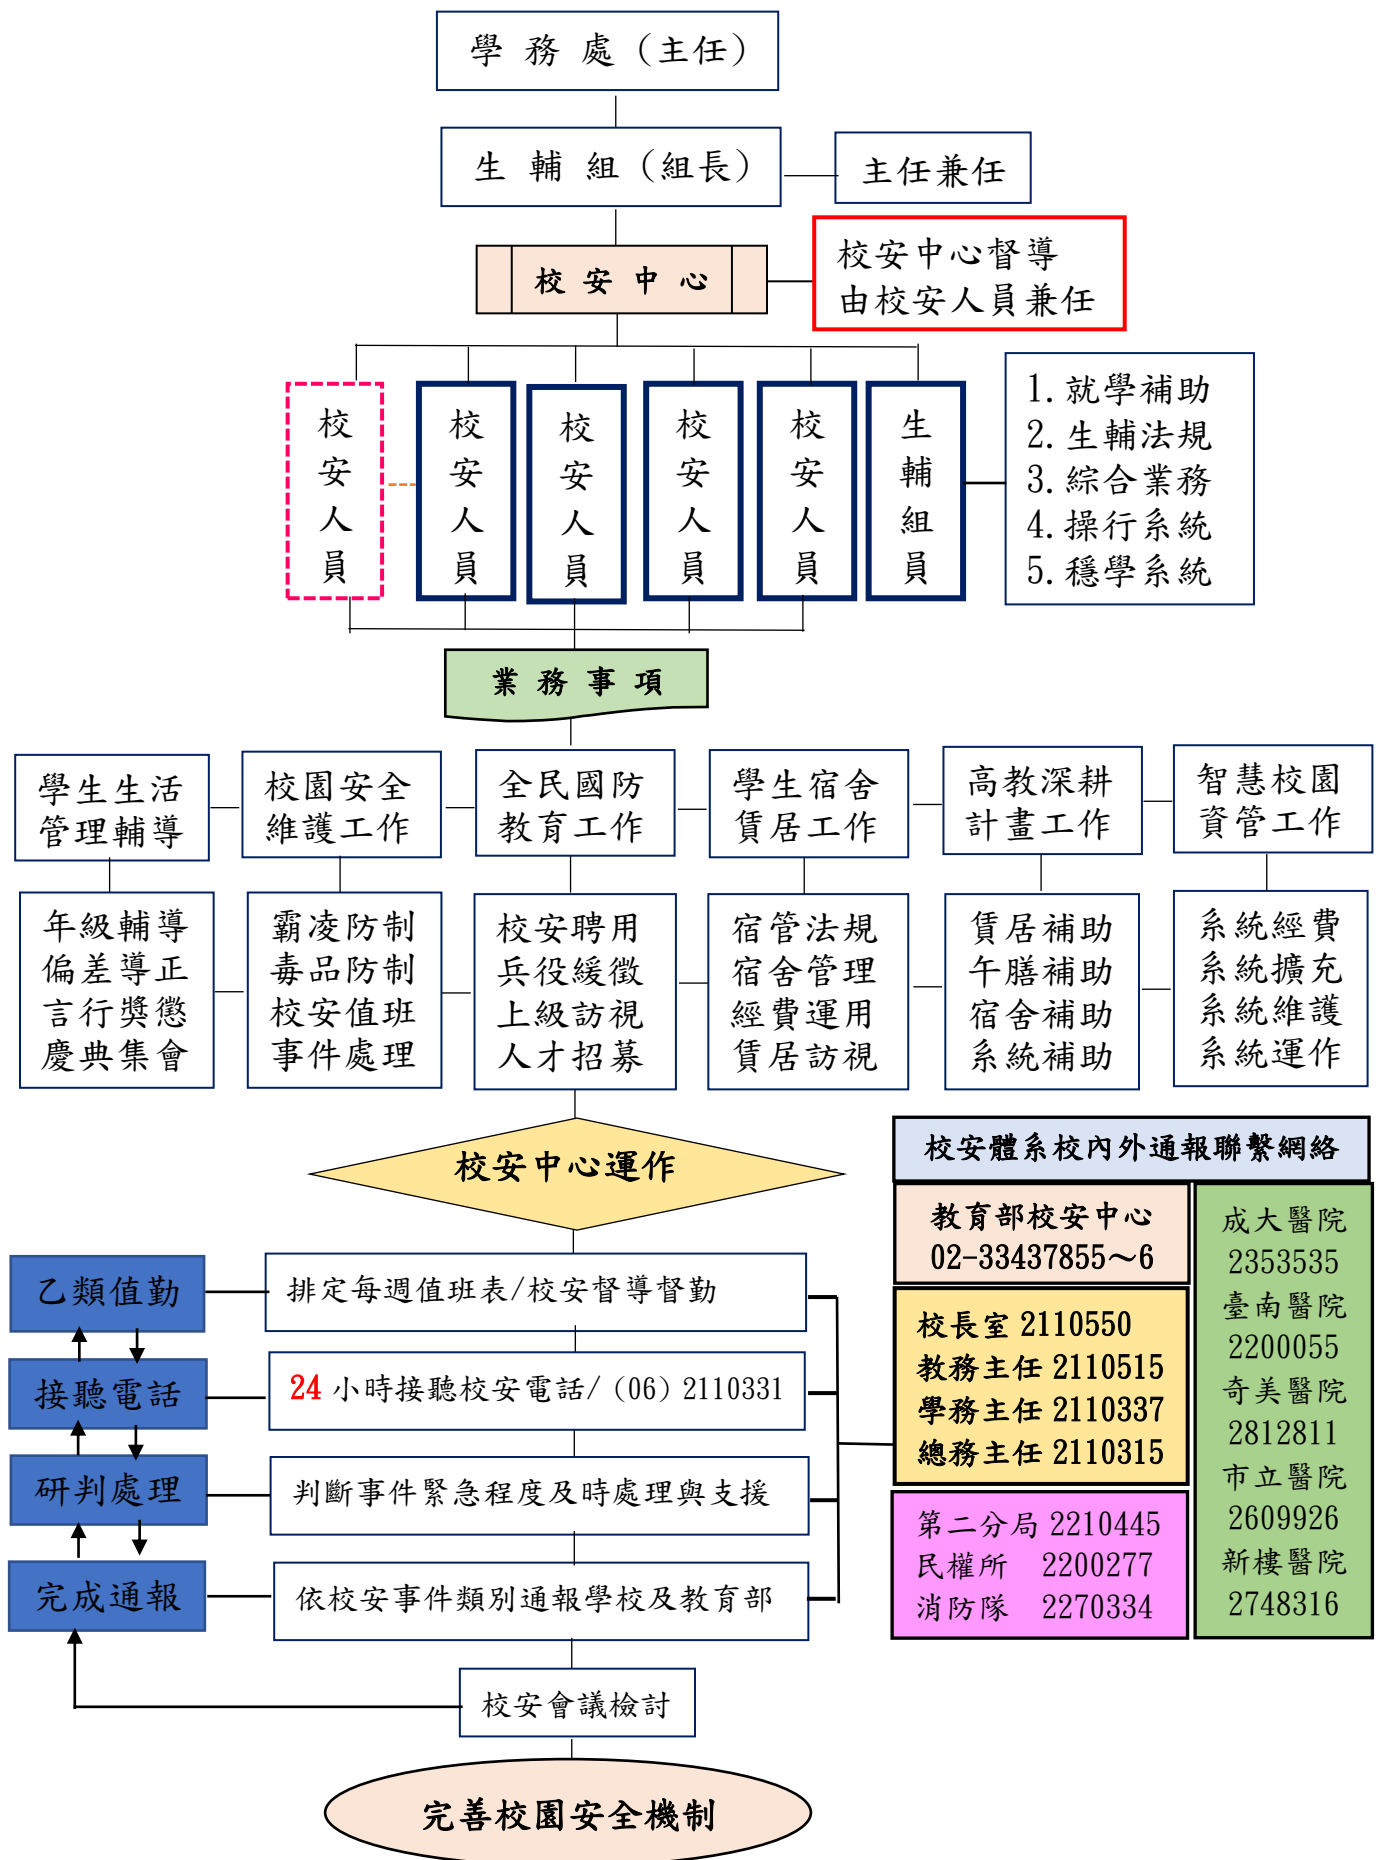 學 務 處（主任）
生 輔 組（組長）
主任兼任
校 安 中 心
校安中心督導
由校安人員兼任
校安人員
校安人員
校安人員
校安人員
校安人員
生輔組員
1. 就學補助
2. 生輔法規
3. 綜合業務
4. 操行系統
5. 穩學系統
業 務 事 項
學生生活
管理輔導
校園安全
維護工作
全民國防
教育工作
學生宿舍
賃居工作
高教深耕
計畫工作
智慧校園
資管工作
年級輔導
偏差導正
言行獎懲
慶典集會
霸凌防制
毒品防制
校安值班
事件處理
校安聘用
兵役緩徵
上級訪視
人才招募
宿管法規
宿舍管理
經費運用
賃居訪視
賃居補助
午膳補助
宿舍補助
系統補助
系統經費
系統擴充
系統維護
系統運作
校安中心運作
乙類值勤
排定每週值班表/校安督導督勤
接聽電話
24 小時接聽校安電話/（06）2110331
研判處理
判斷事件緊急程度及時處理與支援
完成通報
依校安事件類別通報學校及教育部
校安會議檢討
完善校園安全機制
校安體系校內外通報聯繫網絡
教育部校安中心
02-33437855～6
校長室 2110550
教務主任 2110515
學務主任 2110337
總務主任 2110315
第二分局 2210445
民權所 2200277
消防隊 2270334
成大醫院
2353535
臺南醫院
2200055
奇美醫院
2812811
市立醫院
2609926
新樓醫院
2748316